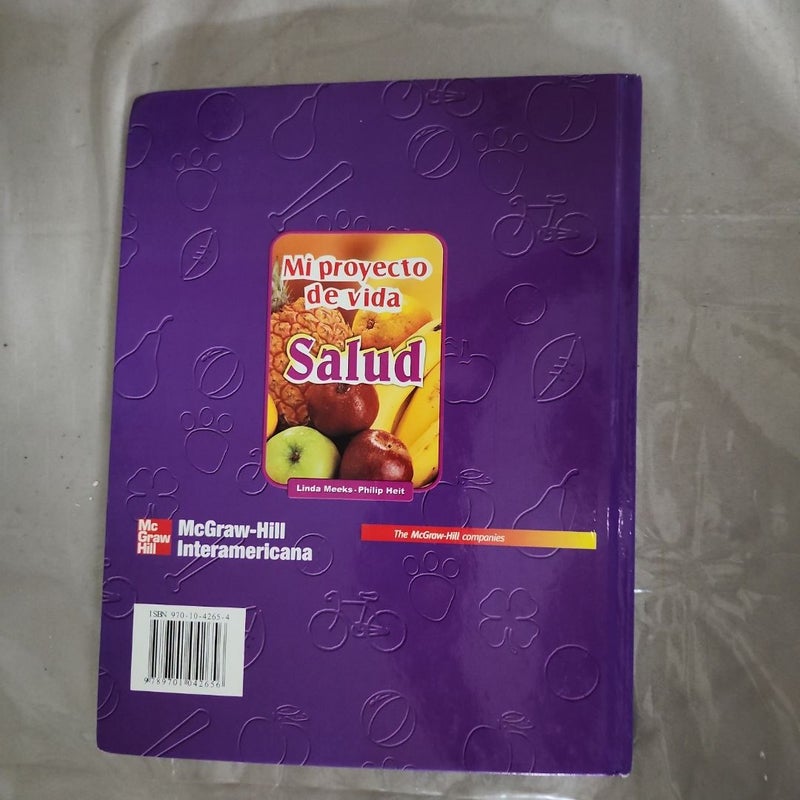 Mi proyecto
de vida
Salud
Linda Meeks - Philip Heit
Mc
Graw
Hill
McGraw-Hill
Interamericana
The McGraw-Hill companies
ISBN 970-10-4265-4
9789701042656